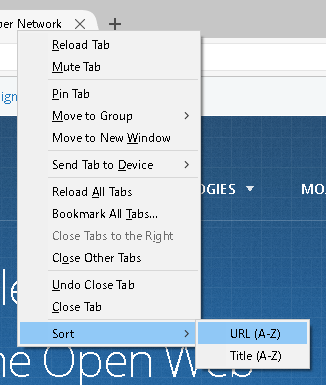 ber Network
Reload Tab
Mute Tab
Pin Tab
Move to Group
Move to New Window
Send Tab to Device
Reload All Tabs
Bookmark All Tabs...
Close Tabs to the Right
Close Other Tabs
Undo Close Tab
Close Tab
Sort
URL (A-Z)
Title (A-Z)
ign
OGIES
MO
le
he Open Web